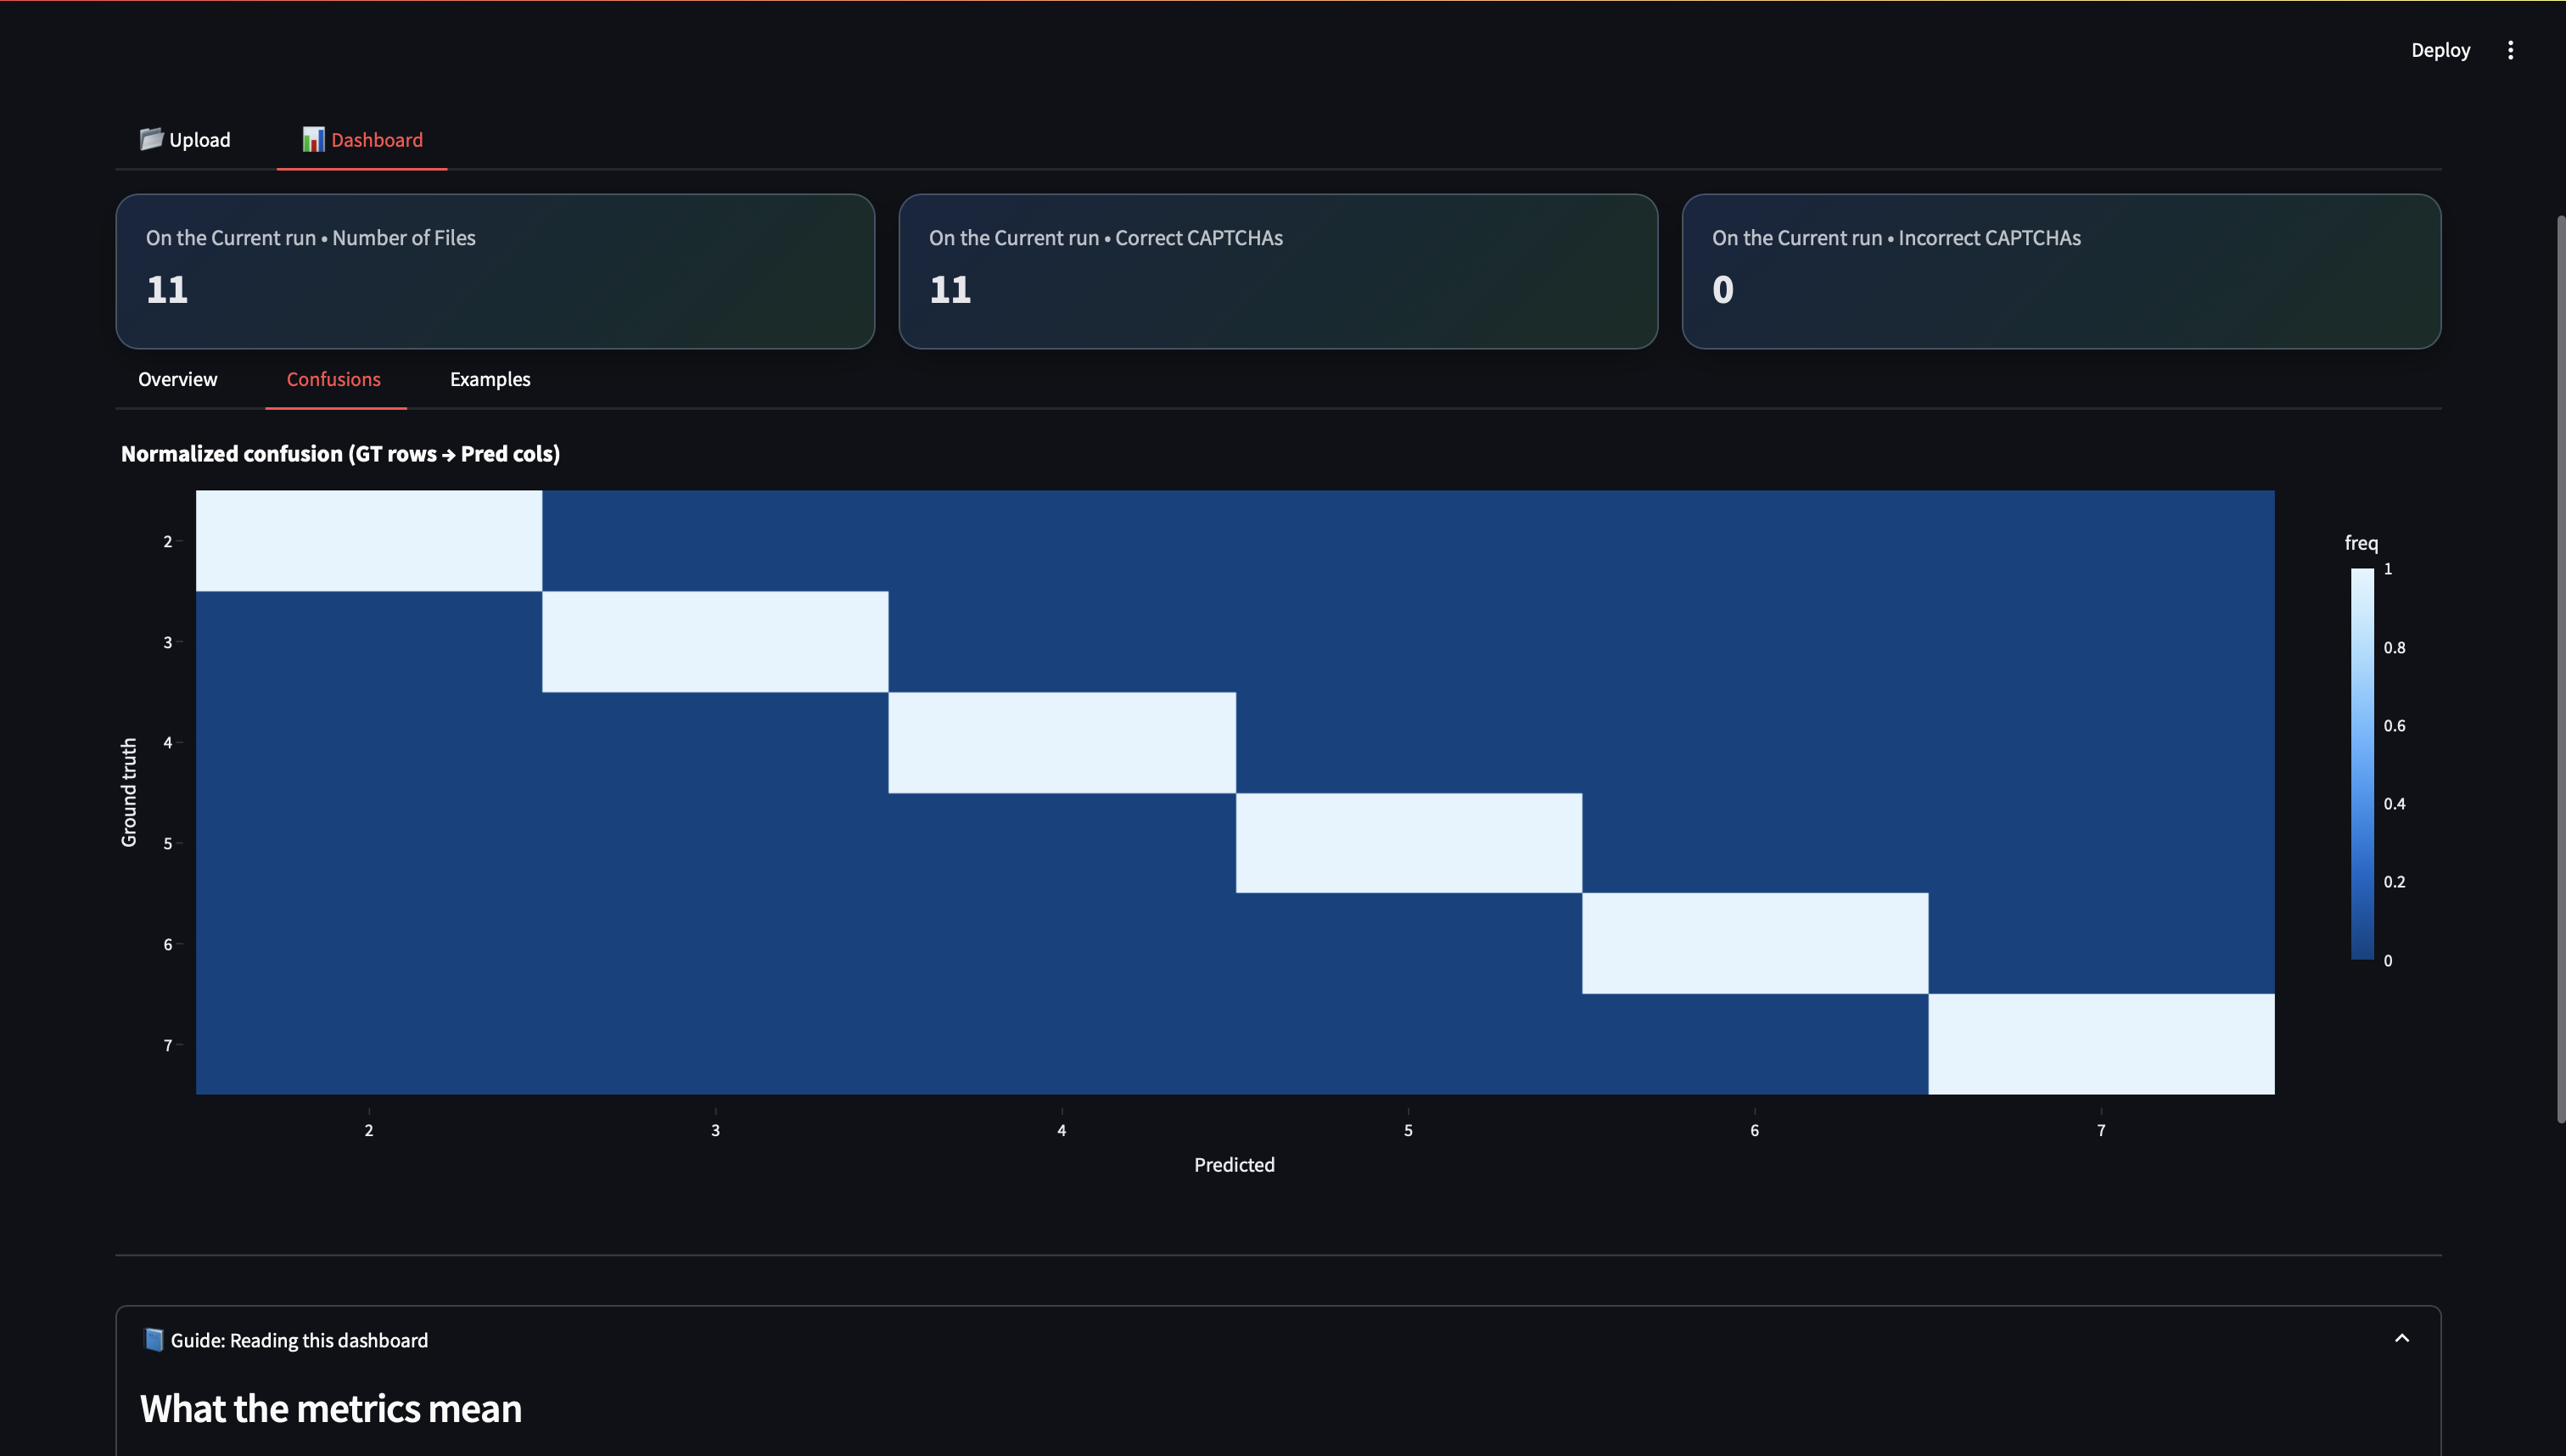 Deploy
Upload Dashboard
On the Current run • Number of Files
11
On the Current run • Correct CAPTCHAs
11
On the Current run • Incorrect CAPTCHAs
0
Overview Confusions Examples
Normalized confusion (GT rows → Pred cols)
Ground truth
2
3
4
5
6
7
2 3 4 5 6 7
Predicted
freq
1
0.8
0.6
0.4
0.2
0
Guide: Reading this dashboard
What the metrics mean